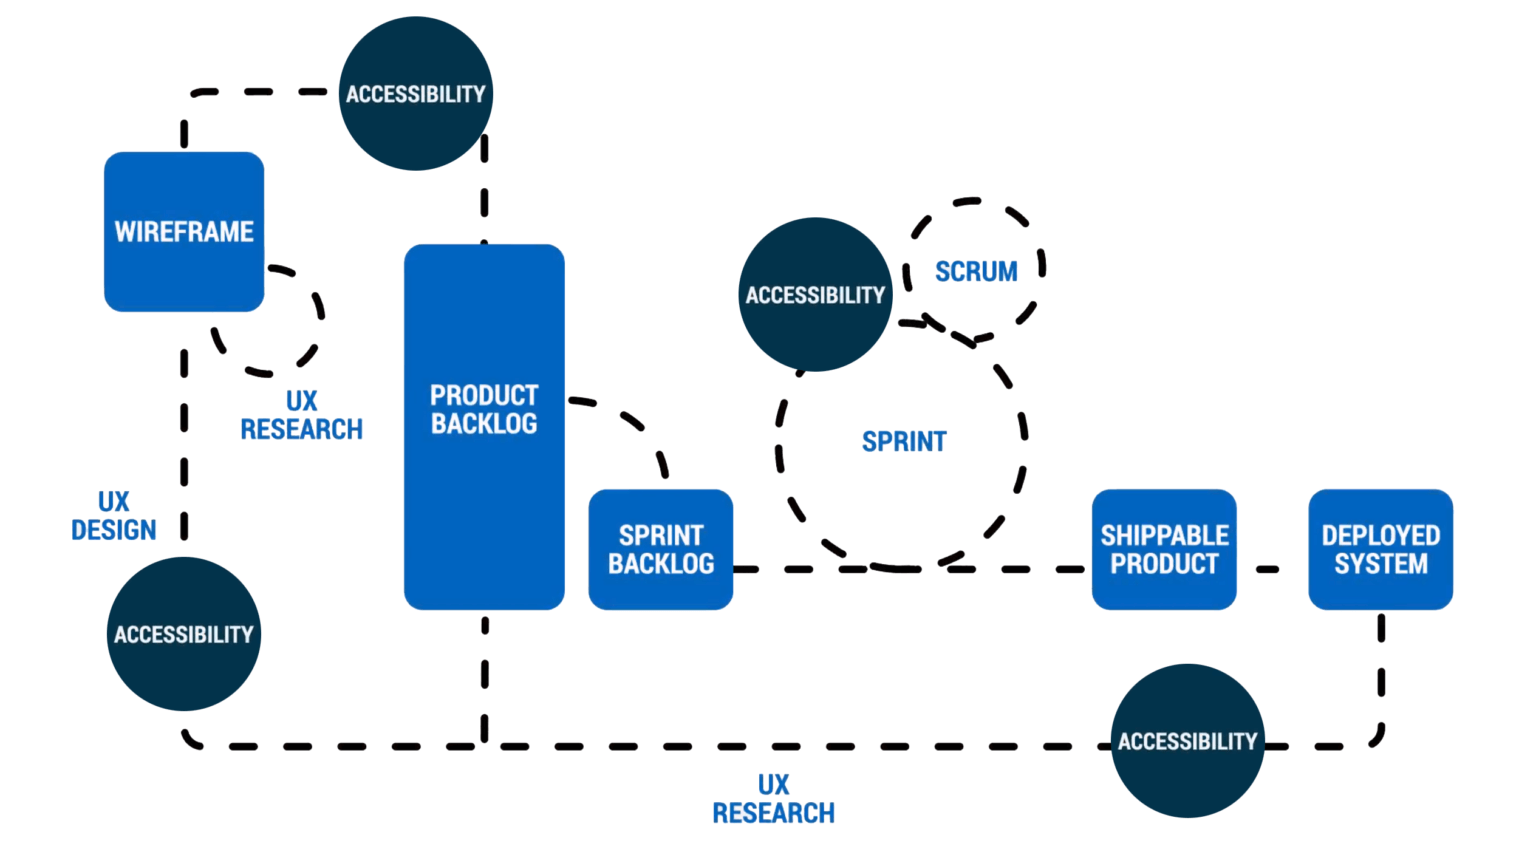 ACCESSIBILITY
WIREFRAME
UX
RESEARCH
UX
DESIGN
ACCESSIBILITY
PRODUCT
BACKLOG
SPRINT
BACKLOG
ACCESSIBILITY
SCRUM
SPRINT
SHIPPABLE
PRODUCT
DEPLOYED
SYSTEM
ACCESSIBILITY
UX
RESEARCH